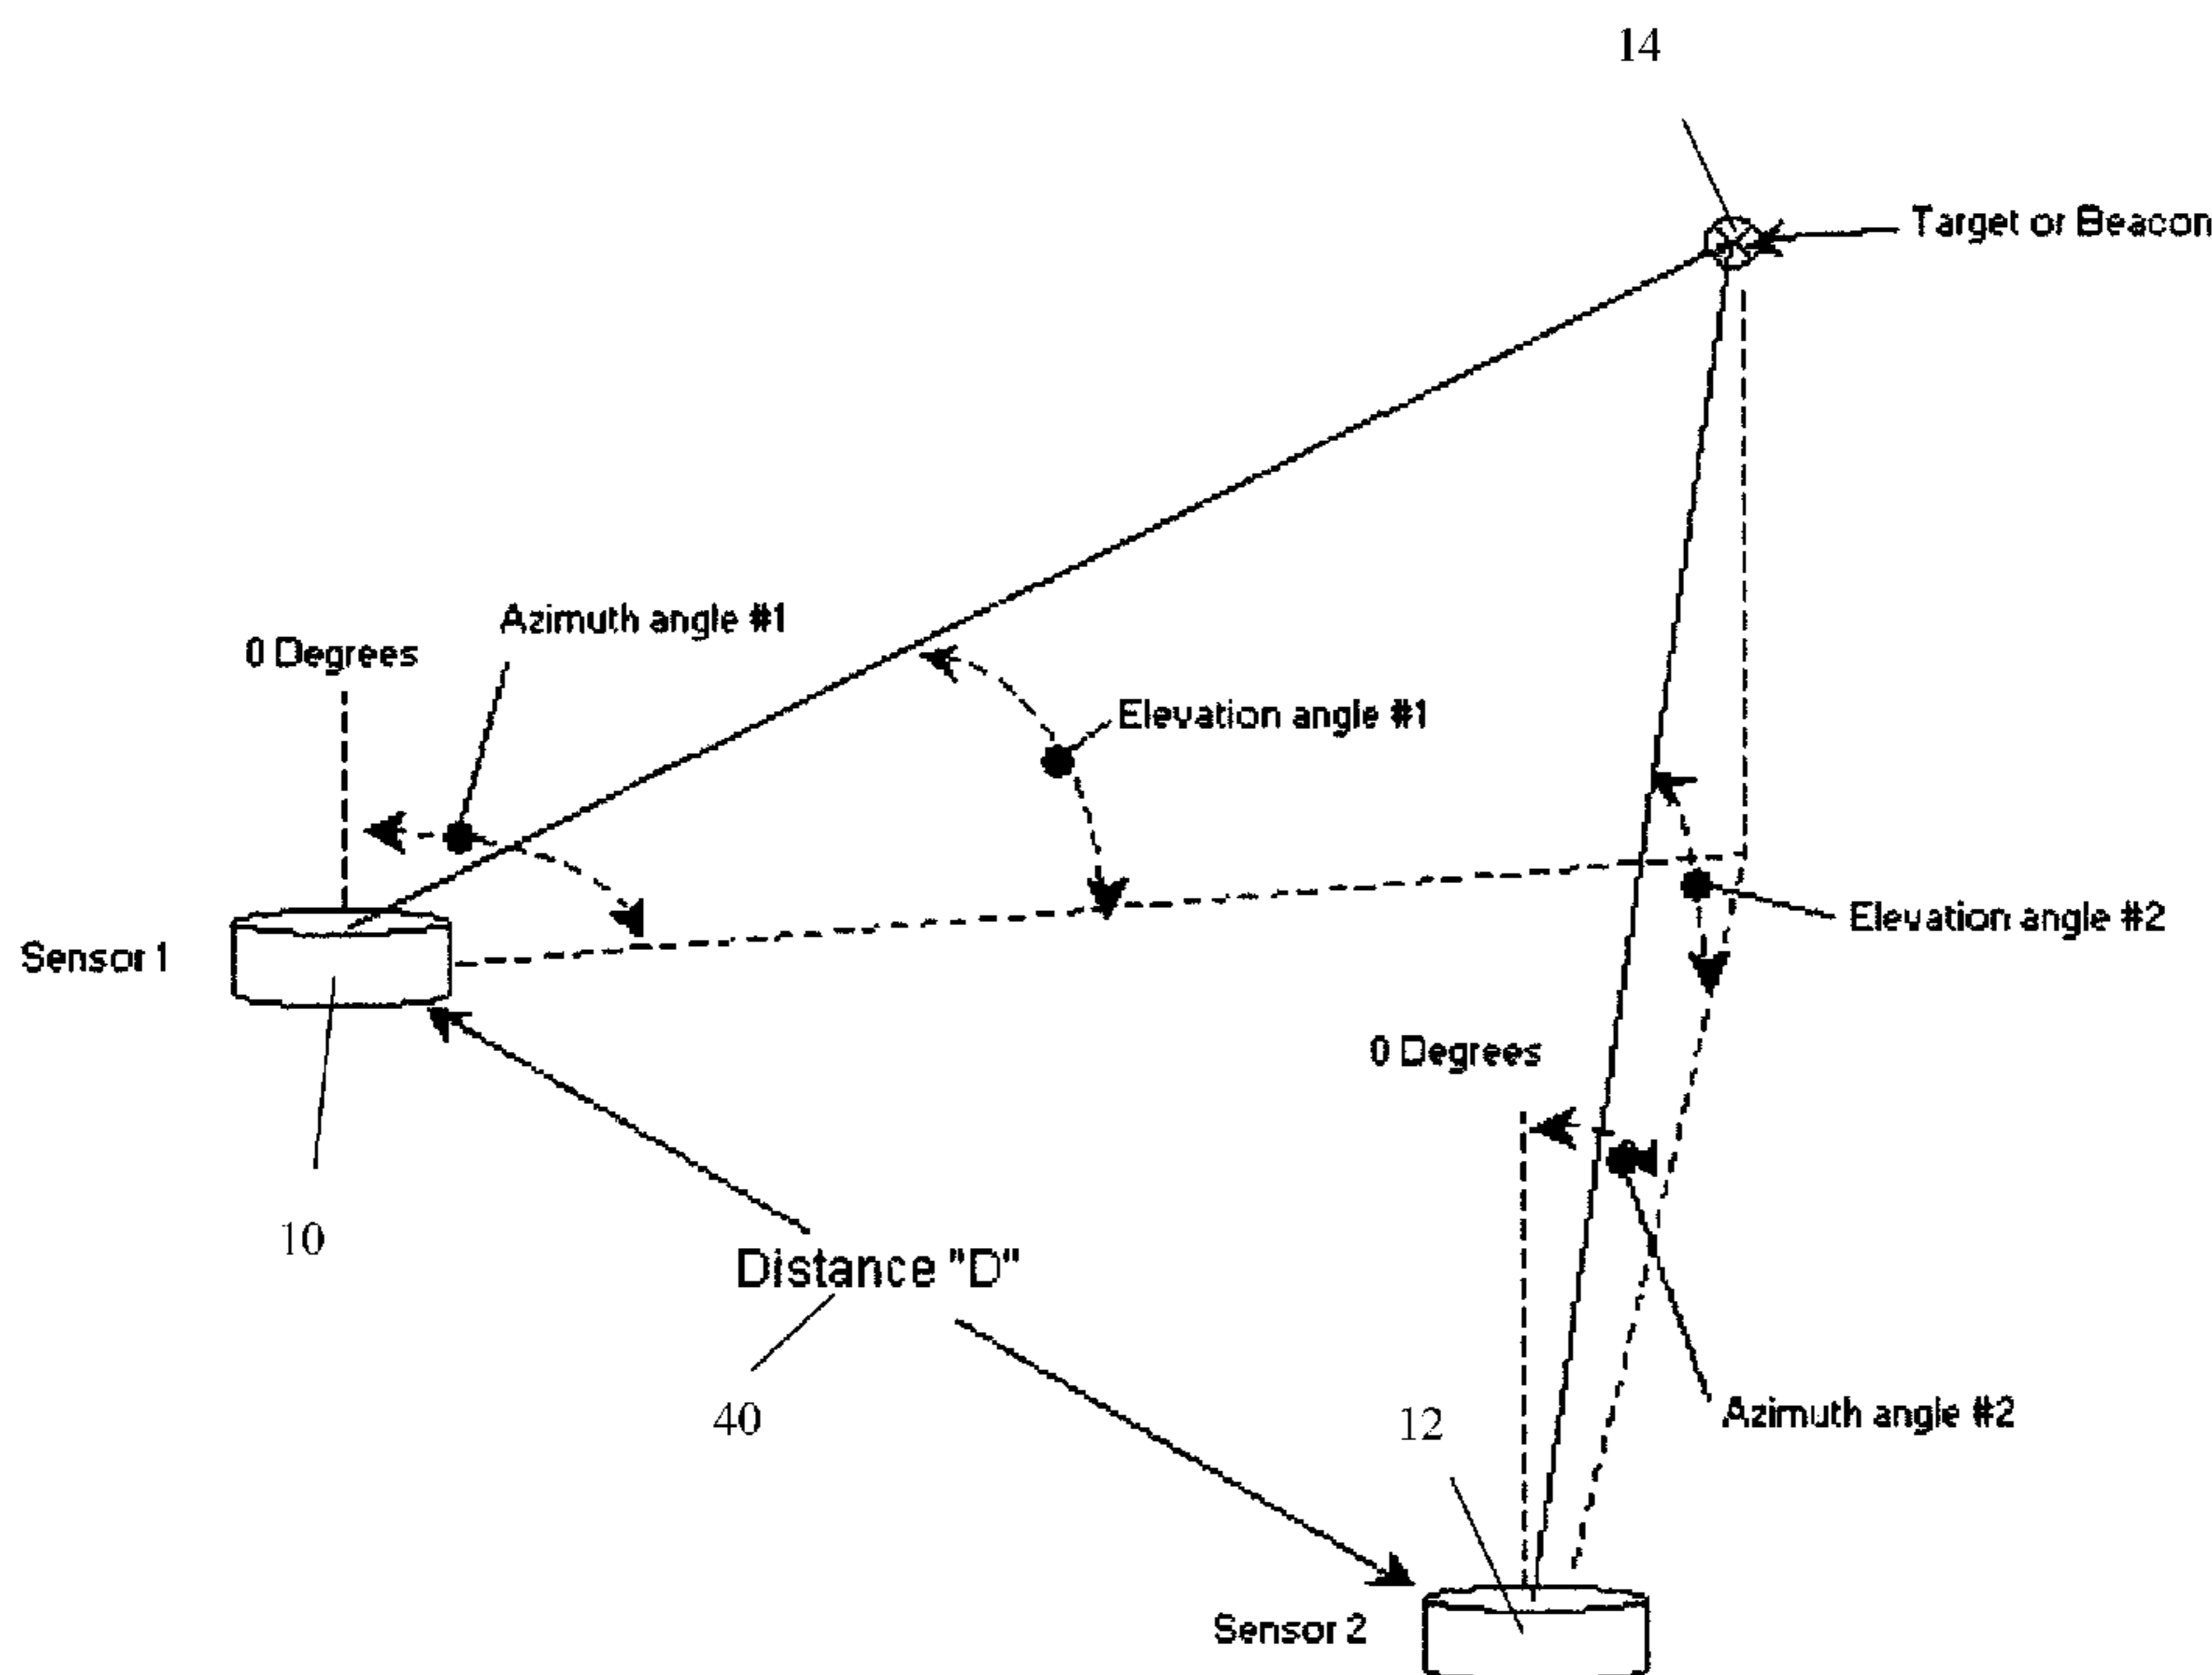 14
Target or Beacon
Azimuth angle #1
0 Degrees
Elevation angle #1
Elevation angle #2
Sensor 1
0 Degrees
10
Distance "D"
40
12
Azimuth angle #2
Sensor 2